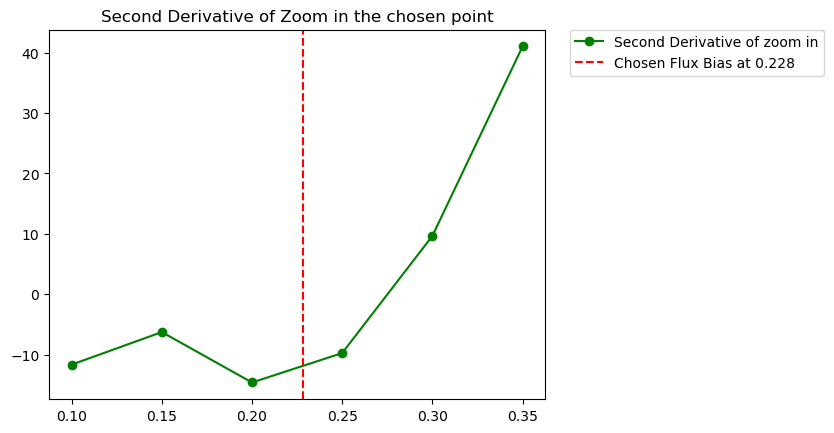 Second Derivative of Zoom in the chosen point
Second Derivative of zoom in
Chosen Flux Bias at 0.228
40
30
20
10
0
−10
0.10 0.15 0.20 0.25 0.30 0.35